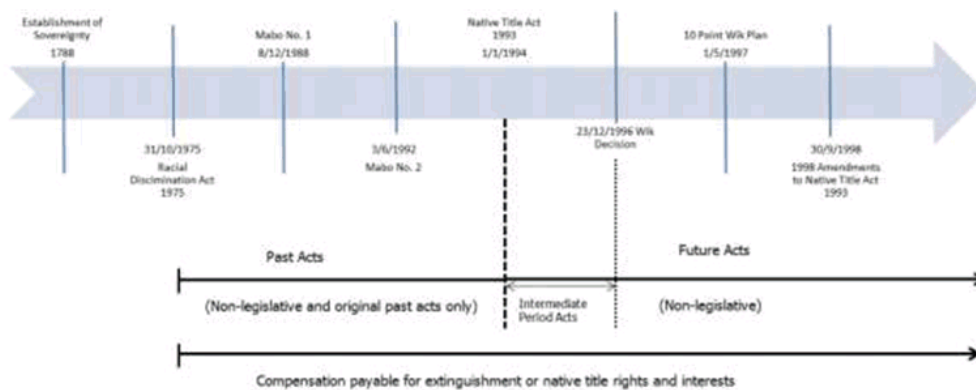 Establishment of
Sovereignty
1788
Mabo No. 1
8/12/1988
Native Title Act
1993
1/1/1994
10 Point Wik Plan
1/5/1997
31/10/1975
Racial
Discimination Act
1975
3/6/1992
Mabo No. 2
23/12/1996 Wik
Decision
30/9/1998
1998 Amendments
to Native Title Act
1993
Past Acts
Future Acts
(Non-legislative and original past acts only)
Intermediate
Period Acts
(Non-legislative)
Compensation payable for extinguishment or native title rights and interests